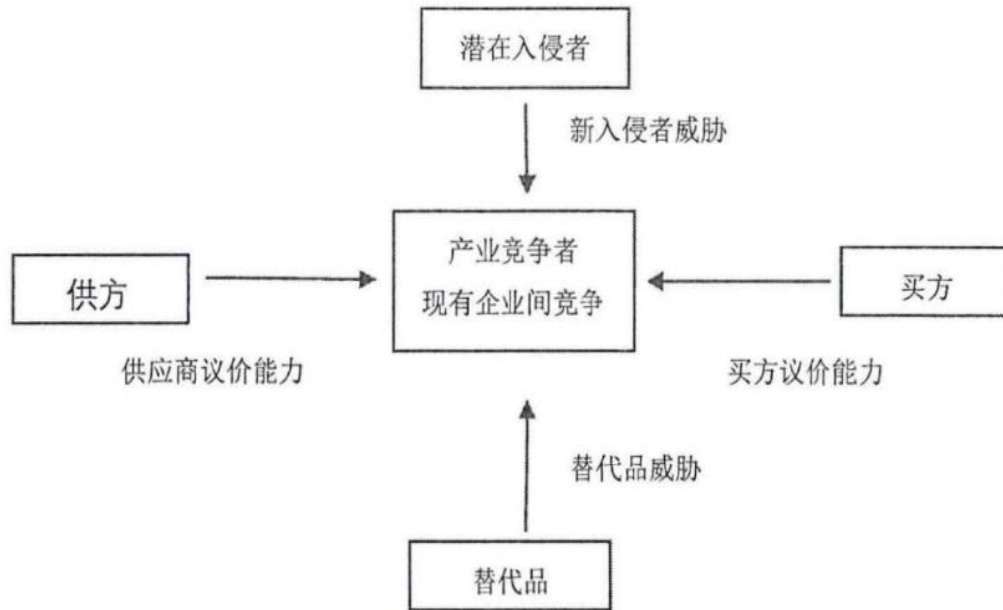 潜在入侵者
新入侵者威胁
产业竞争者
现有企业间竞争
供方
买方
供应商议价能力
买方议价能力
替代品威胁
替代品